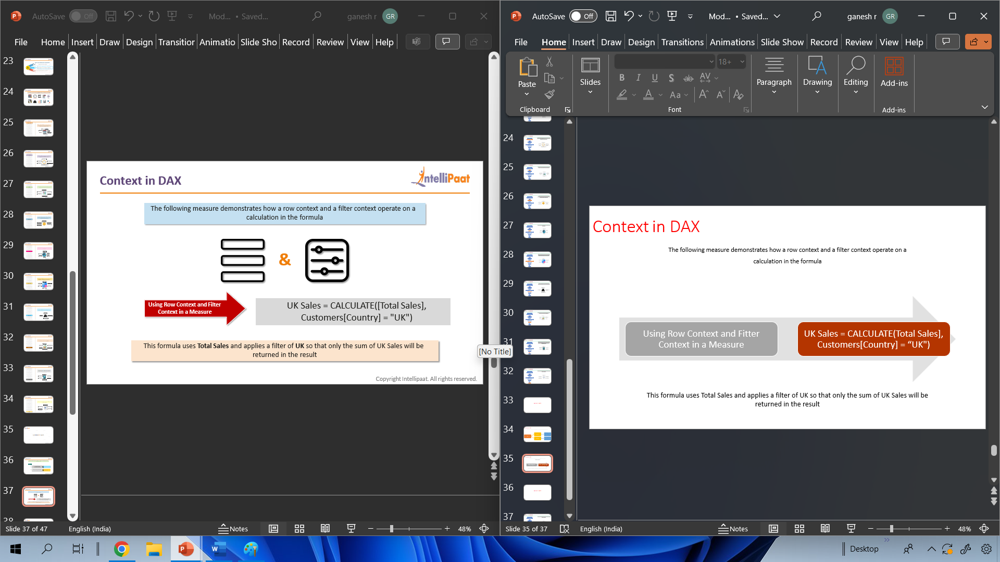 AutoSave Off Mod... • Saved... ganesh r GR
File Home Insert Draw Design Transitior Animatio Slide Sho Record Review View Help
23
24
25
26
27
28
29
30
31
32
33
34
35
36
37
38
Context in DAX
IntelliPaat
The following measure demonstrates how a row context and a filter context operate on a
calculation in the formula
&
Using Row Context and Filter
Context in a Measure
UK Sales = CALCULATE([Total Sales],
Customers[Country] = "UK")
This formula uses Total Sales and applies a filter of UK so that only the sum of UK Sales will be
returned in the result
Copyright Intellipaat. All rights reserved.
[No Title]
Slide 37 of 47 English (India) Notes 48%
AutoSave Off Mod... • Saved... ganesh r GR
File Home Insert Draw Design Transitions Animations Slide Show Record Review View Help
Paste
Clipboard
Slides
18+
B I U S ab AV
A Aa A A A
Font
Paragraph
Drawing
Editing
Add-ins
Add-ins
24
25
26
27
28
29
30
31
32
33
34
35
36
37
Context in DAX
The following measure demonstrates how a row context and a filter context operate on a
calculation in the formula
Using Row Context and Fitter
Context in a Measure
UK Sales = CALCULATE(Total Sales],
Customers[Country] = “UK")
This formula uses Total Sales and applies a filter of UK so that only the sum of UK Sales will be
returned in the result
Slide 35 of 37 English (India) Notes 48%
Desktop